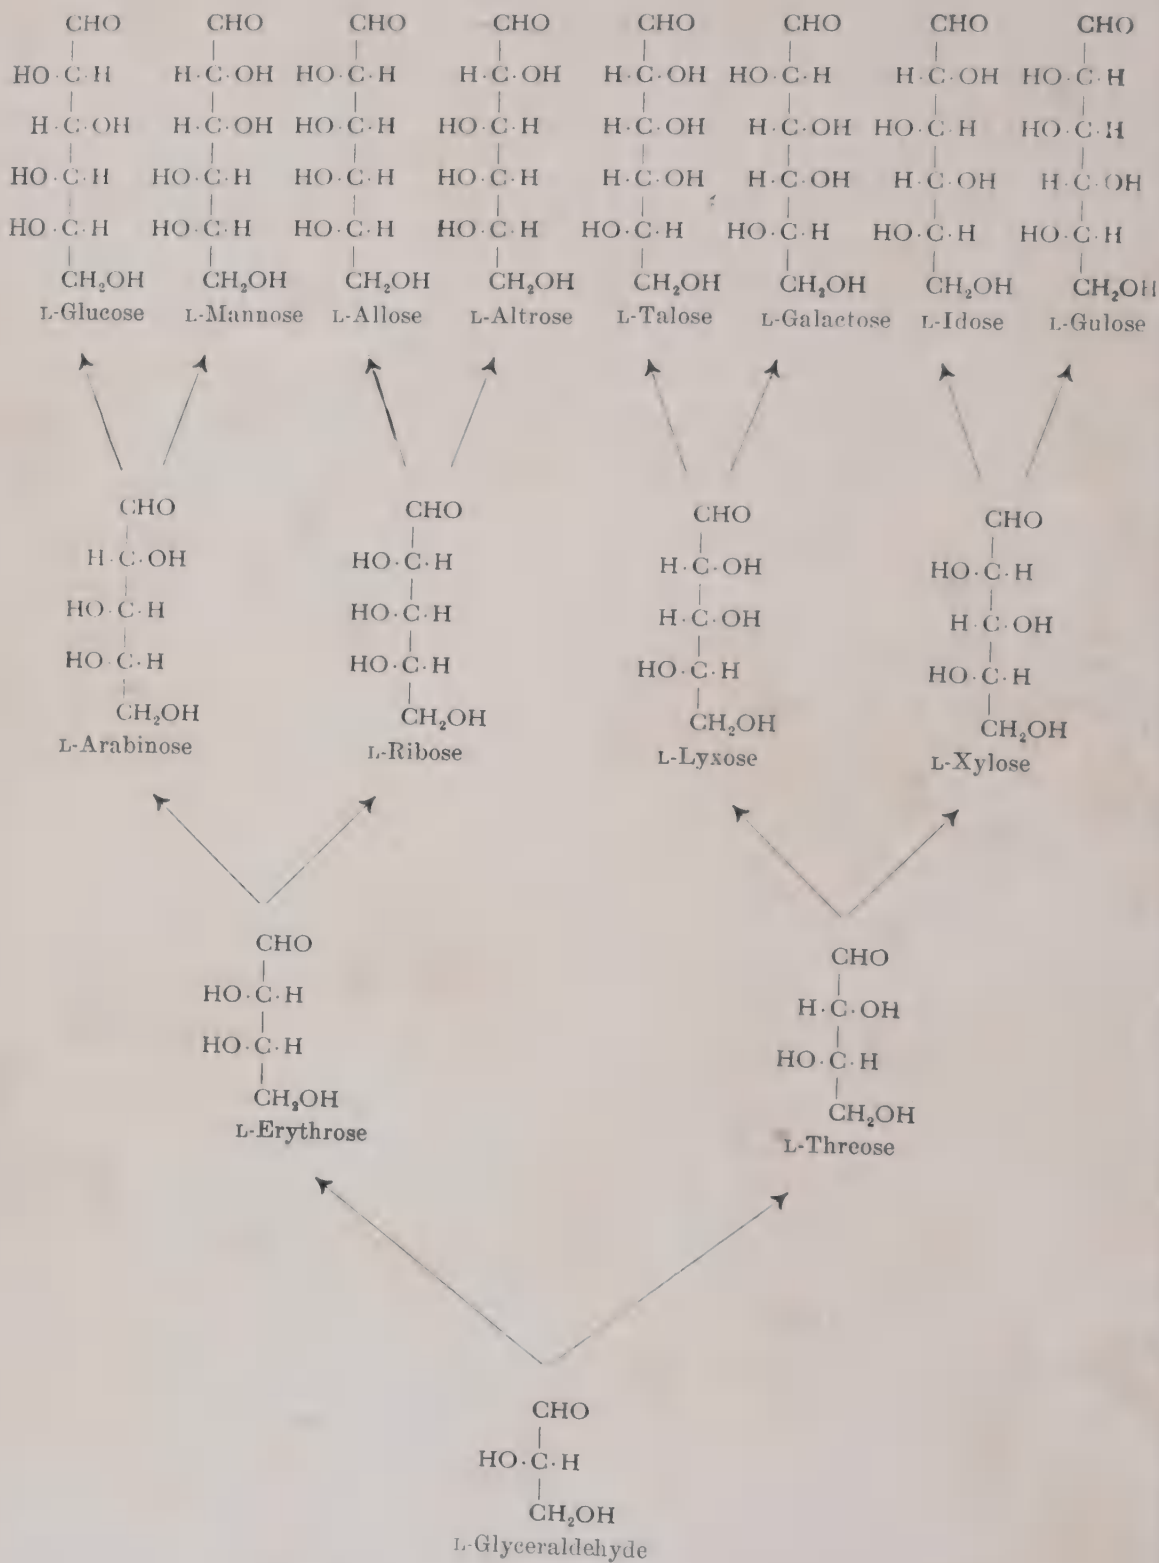 CHO CHO CHO CHO CHO CHO CHO CHO
| | | | | | | |
HO·C·H H·C·OH HO·C·H H·C·OH H·C·OH HO·C·H H·C·OH HO·C·H
| | | | | | | |
H·C·OH H·C·OH HO·C·H HO·C·H H·C·OH H·C·OH HO·C·H HO·C·H
| | | | | | | |
HO·C·H HO·C·H HO·C·H HO·C·H H·C·OH H·C·OH H·C·OH H·C·OH
| | | | | | | |
HO·C·H HO·C·H HO·C·H HO·C·H HO·C·H HO·C·H HO·C·H HO·C·H
| | | | | | | |
CH₂OH CH₂OH CH₂OH CH₂OH CH₂OH CH₂OH CH₂OH CH₂OH
L-Glucose L-Mannose L-Allose L-Altrose L-Talose L-Galactose L-Idose L-Gulose
CHO CHO CHO CHO
| | | |
H·C·OH HO·C·H H·C·OH HO·C·H
| | | |
HO·C·H HO·C·H H·C·OH H·C·OH
| | | |
HO·C·H HO·C·H HO·C·H HO·C·H
| | | |
CH₂OH CH₂OH CH₂OH CH₂OH
L-Arabinose L-Ribose L-Lyxose L-Xylose
CHO CHO
| |
HO·C·H H·C·OH
| |
HO·C·H HO·C·H
| |
CH₂OH CH₂OH
L-Erythrose L-Threose
CHO
|
HO·C·H
|
CH₂OH
L-Glyceraldehyde